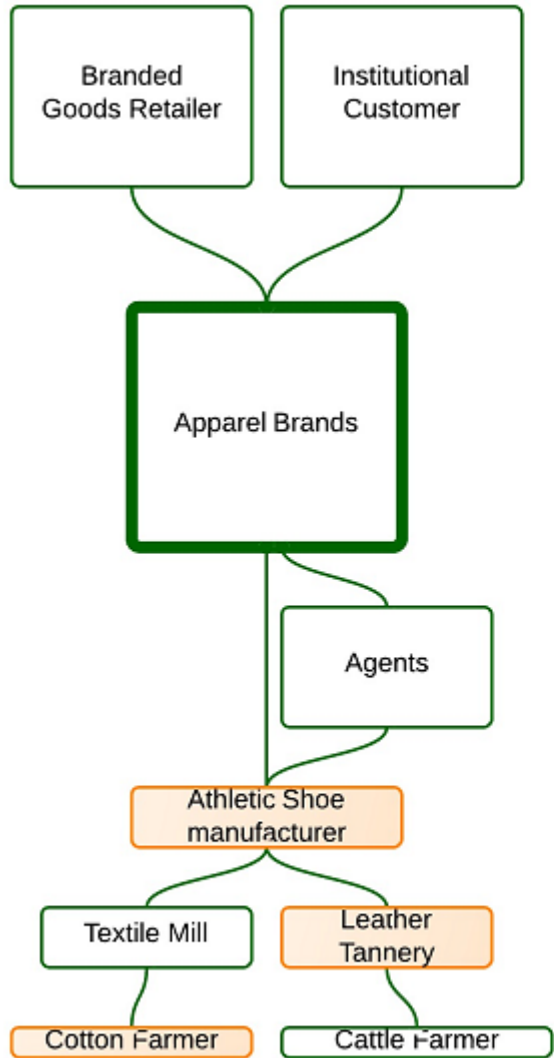 Branded
Goods Retailer
Institutional
Customer
Apparel Brands
Agents
Athletic Shoe
manufacturer
Textile Mill
Leather
Tannery
Cotton Farmer
Cattle Farmer